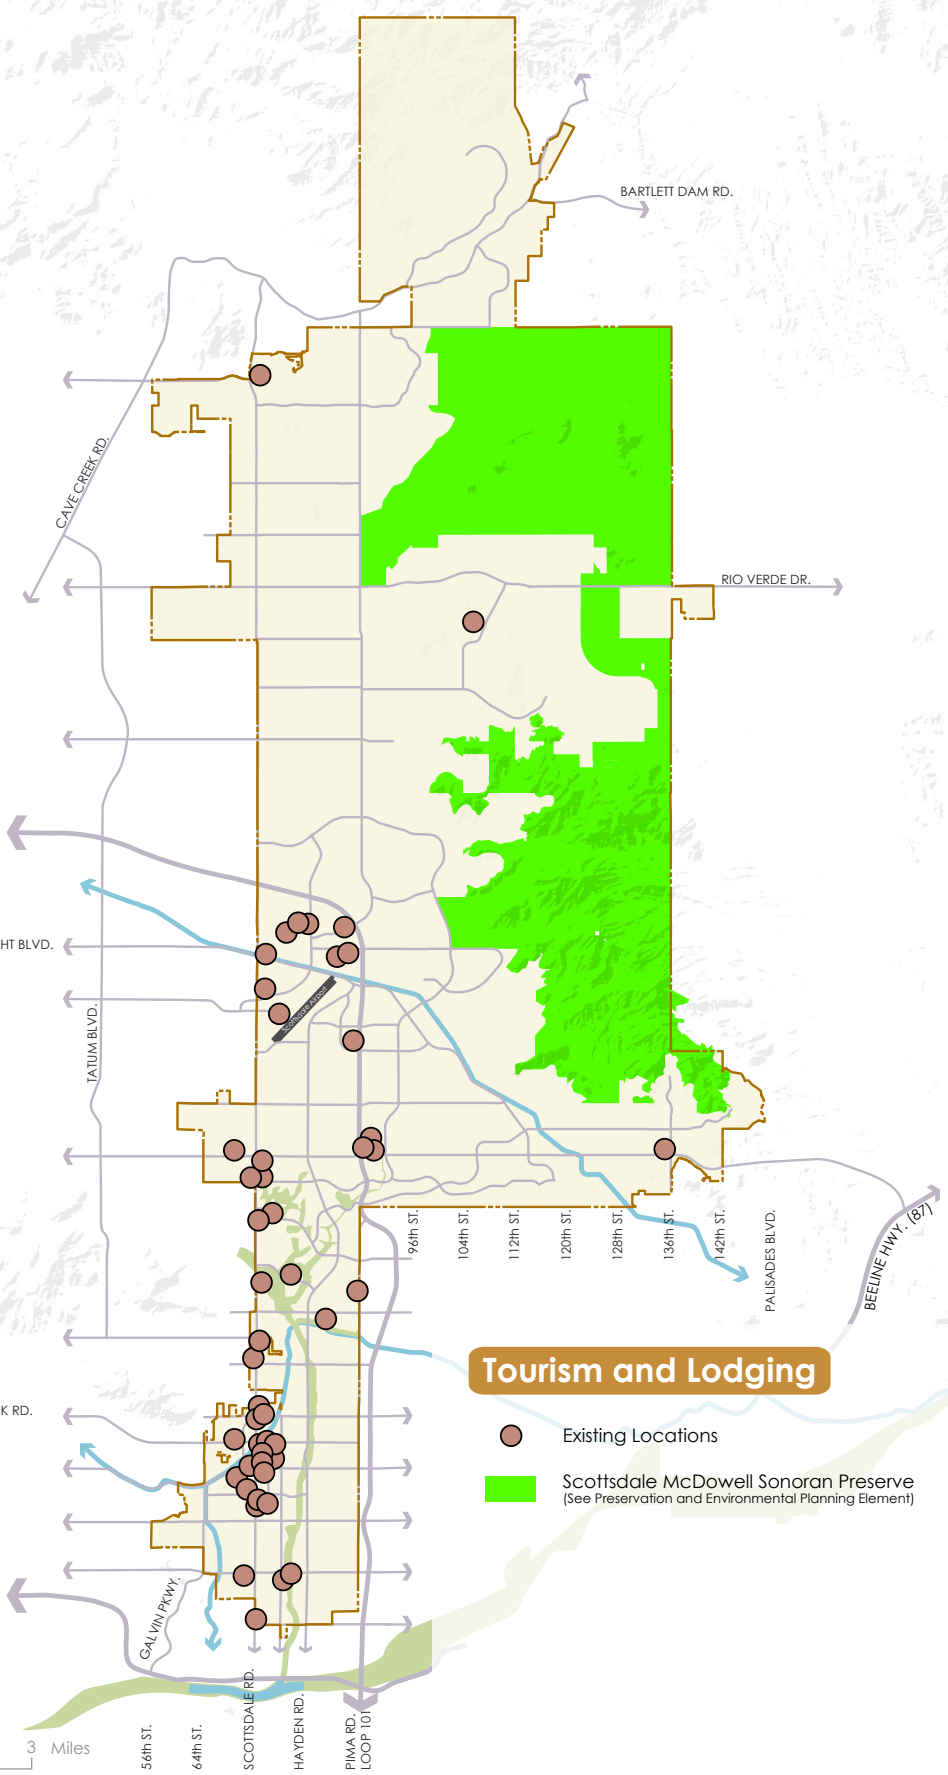 BARTLETT DAM RD.
CAVE CREEK RD.
RIO VERDE DR.
HT BLVD.
Scottsdale Airport
TATUM BLVD.
96th ST.
104th ST.
112th ST.
120th ST.
128th ST.
136th ST.
142th ST.
PALISADES BLVD.
BEELINE HWY. (87)
Tourism and Lodging
K RD.
Existing Locations
Scottsdale McDowell Sonoran Preserve
(See Preservation and Environmental Planning Element)
GALVIN PKWY.
56th ST.
64th ST.
SCOTTSDALE RD.
HAYDEN RD.
PIMA RD.
LOOP 101
3 Miles